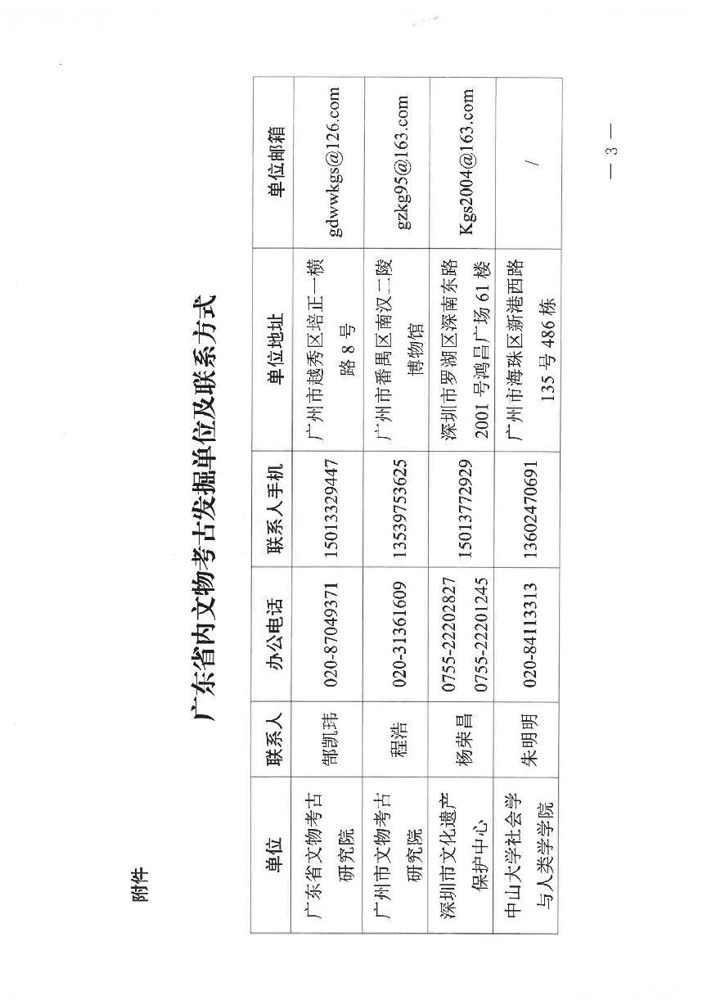 附件
广东省内文物考古发掘单位及联系方式
单位 联系人 办公电话 联系人手机 单位地址 单位邮箱
广东省文物考古
研究院
郜凯玮
020-87049371
15013329447
广州市越秀区培正一横
路 8 号
gdwwkgs@126.com
广州市文物考古
研究院
程浩
020-31361609
13539753625
广州市番禺区南汉二陵
博物馆
gzkg95@163.com
深圳市文化遗产
保护中心
杨荣昌
0755-22202827
0755-22201245
15013772929
深圳市罗湖区深南东路
2001 号鸿昌广场 61 楼
Kgs2004@163.com
中山大学社会学
与人类学学院
朱明明
020-84113313
13602470691
广州市海珠区新港西路
135 号 486 栋
/
— 3 —